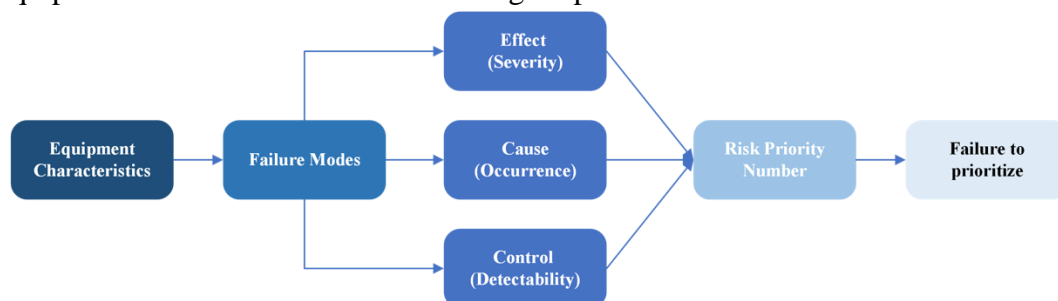 Effect
(Severity)
Equipment
Characteristics
Failure Modes
Cause
(Occurrence)
Risk Priority
Number
Failure to
prioritize
Control
(Detectability)